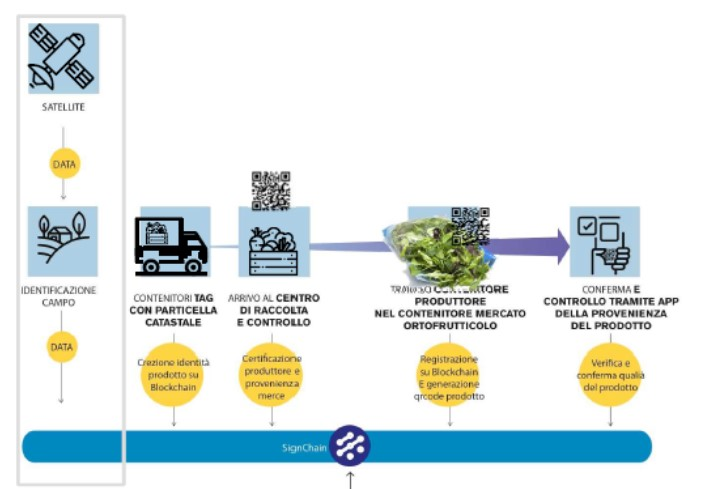 SATELLITE
DATA
IDENTIFICAZIONE
CAMPO
DATA
CONTENITORI TAG
CON PARTICELLA
CATASTALE
Crezione identità
prodotto su
Blockchain
ARRIVO AL CENTRO
DI RACCOLTA
E CONTROLLO
Certificazione
produttore e
provenienza
merce
PRODUTTORE
NEL CONTENITORE MERCATO
ORTOFRUTTICOLO
Registrazione
su Blockchain
E generazione
qrcode prodotto
CONFERMA E
CONTROLLO TRAMITE APP
DELLA PROVENIENZA
DEL PRODOTTO
Verifica e
conferma qualià
del prodotto
SignChain